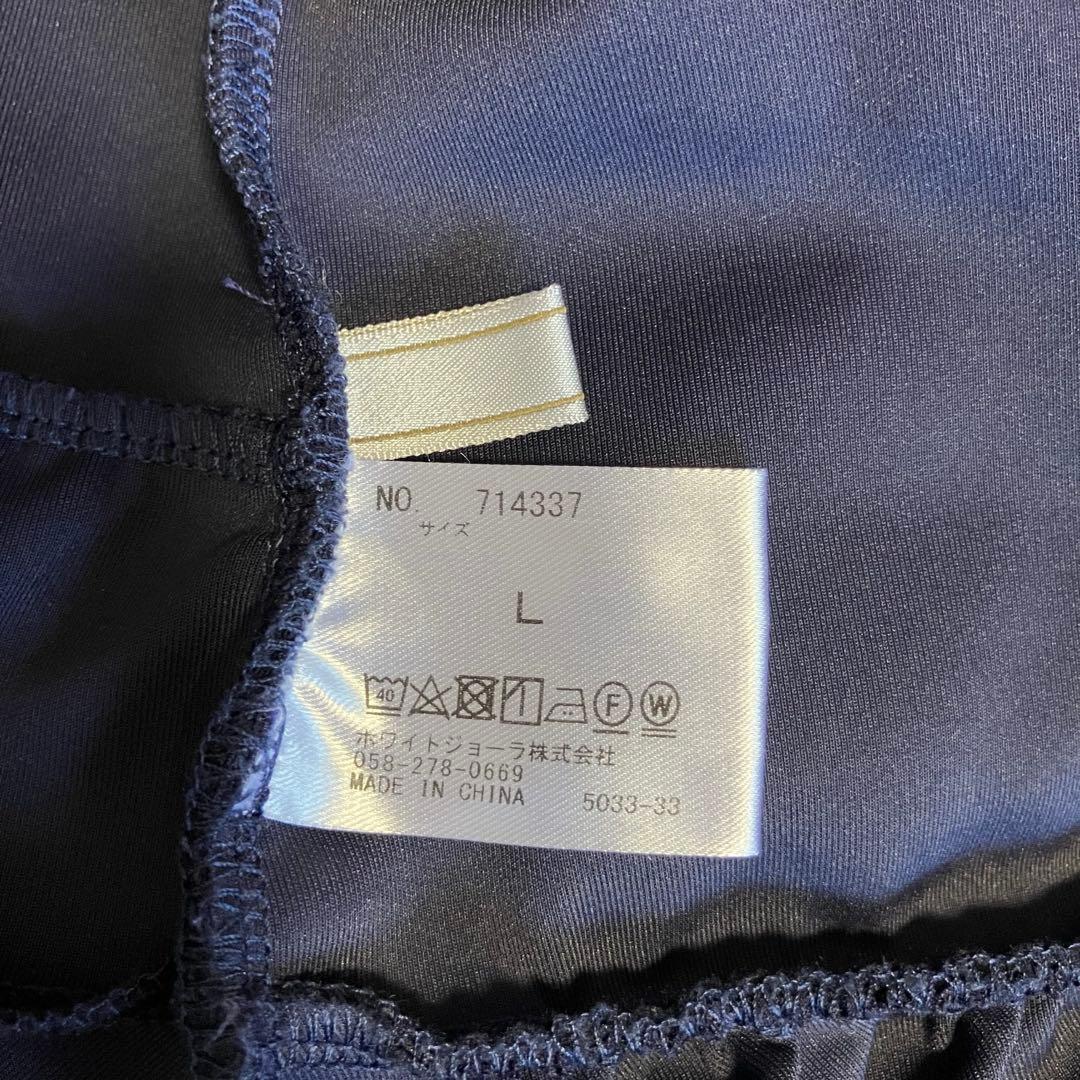 NO. 714337
サイズ
L
40 F W
ホワイトジョーラ株式会社
058-278-0669
MADE IN CHINA 5033-33